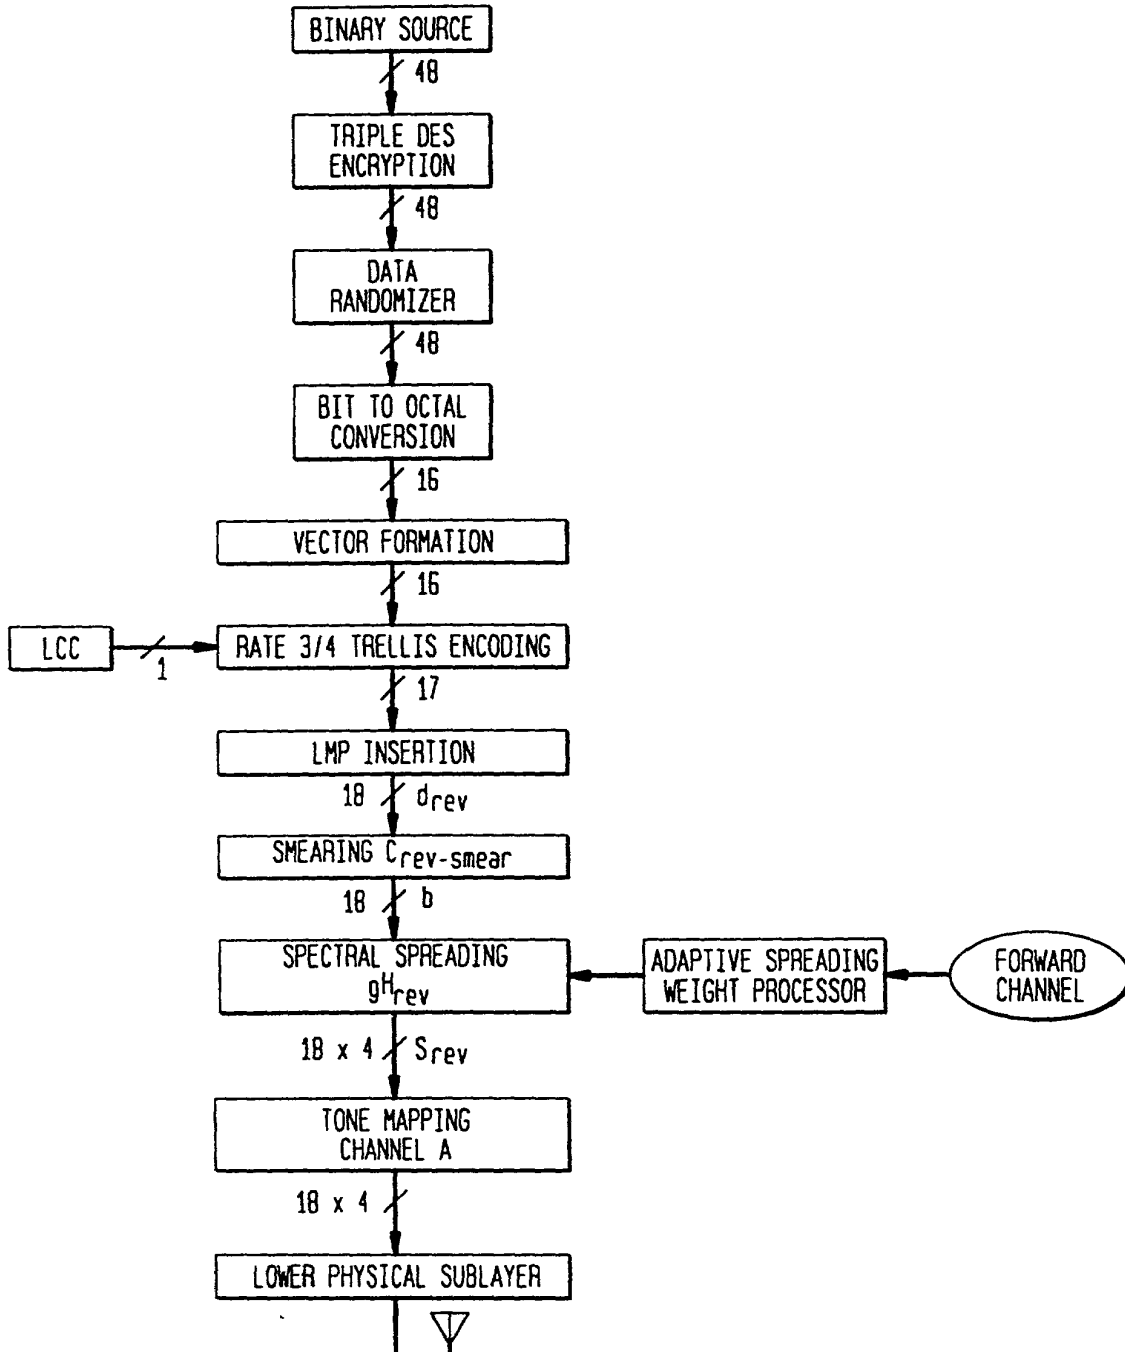 BINARY SOURCE
48
TRIPLE DES
ENCRYPTION
48
DATA
RANDOMIZER
48
BIT TO OCTAL
CONVERSION
16
VECTOR FORMATION
16
LCC
1
RATE 3/4 TRELLIS ENCODING
17
LMP INSERTION
18 drev
SMEARING Crev-smear
18 b
SPECTRAL SPREADING
gHrev
ADAPTIVE SPREADING
WEIGHT PROCESSOR
FORWARD
CHANNEL
18 x 4 Srev
TONE MAPPING
CHANNEL A
18 x 4
LOWER PHYSICAL SUBLAYER